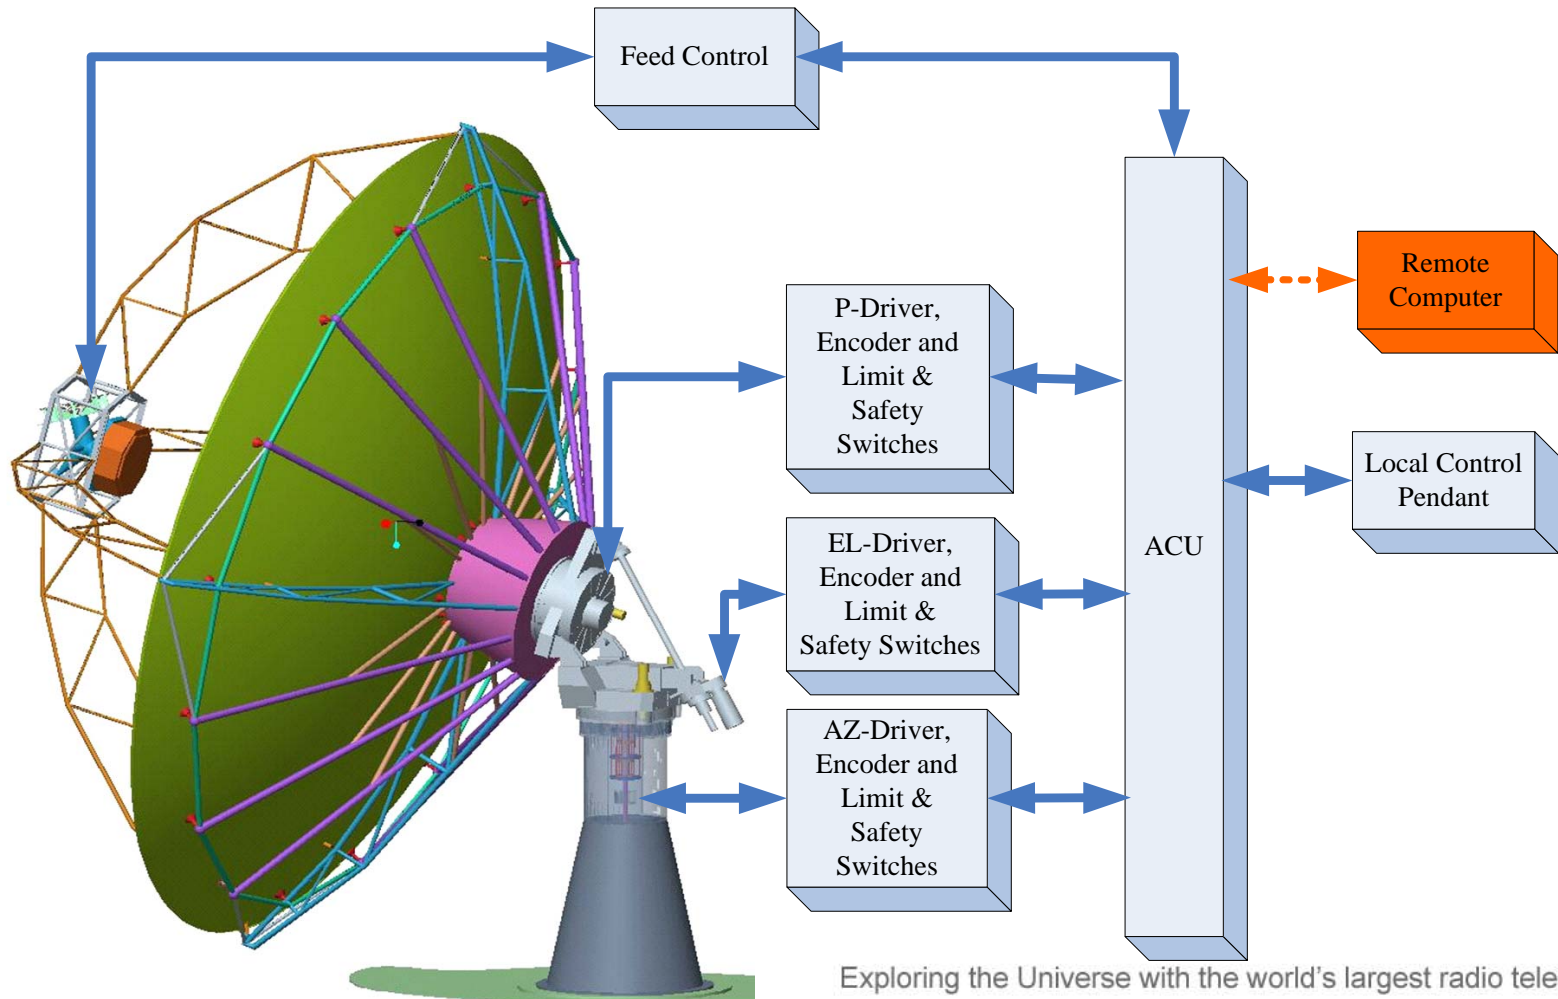 Feed Control
Remote
Computer
P-Driver,
Encoder and
Limit &
Safety
Switches
Local Control
Pendant
EL-Driver,
Encoder and
Limit &
Safety Switches
ACU
AZ-Driver,
Encoder and
Limit &
Safety
Switches
Exploring the Universe with the world's largest radio tele